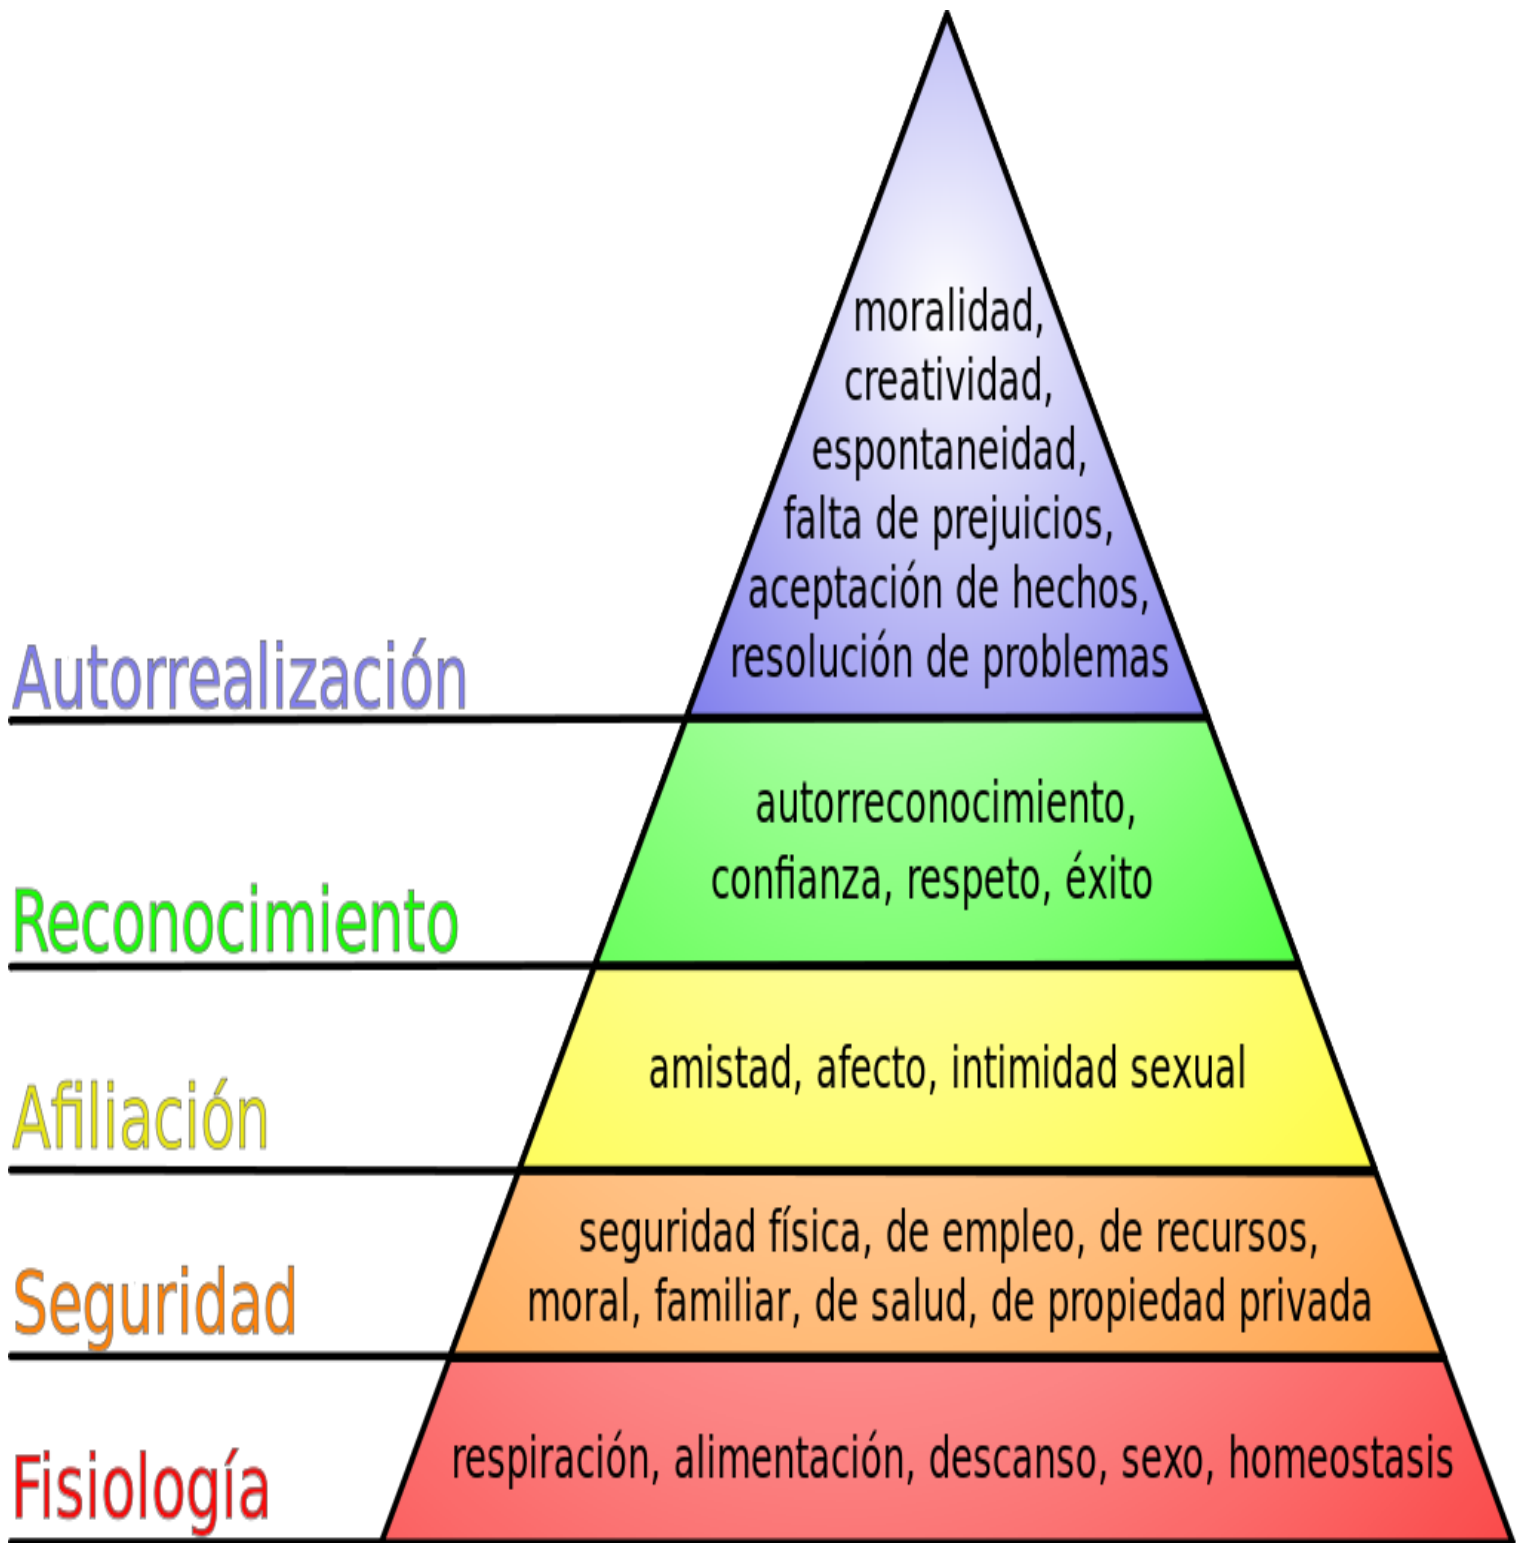 moralidad,
creatividad,
espontaneidad,
falta de prejuicios,
aceptación de hechos,
resolución de problemas
Autorrealización
autorreconocimiento,
confianza, respeto, éxito
Reconocimiento
amistad, afecto, intimidad sexual
Afiliación
seguridad física, de empleo, de recursos,
moral, familiar, de salud, de propiedad privada
Seguridad
respiración, alimentación, descanso, sexo, homeostasis
Fisiología